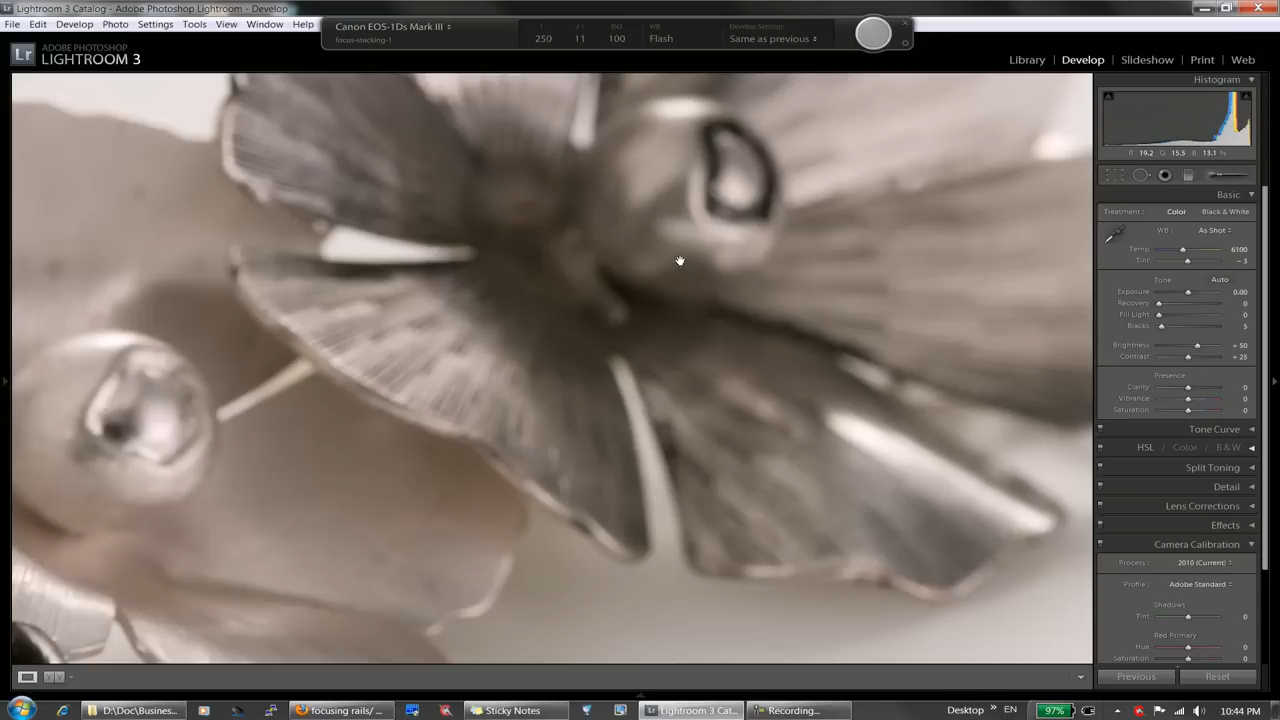 Lightroom 3 Catalog - Adobe Photoshop Lightroom - Develop
File Edit Develop Photo Settings Tools View Window Help
Canon EOS-1Ds Mark III
focus-stacking-1
/ f ISO WB Develop Settings
250 11 100 Flash Same as previous
Lr ADOBE PHOTOSHOP
LIGHTROOM 3
Library Develop Slideshow Print Web
Histogram
R 19.2 G 15.5 B 13.1 %
Basic
Treatment: Color Black & White
WB: As Shot
Temp 6100
Tint - 3
Tone Auto
Exposure 0.00
Recovery 0
Fill Light 0
Blacks 5
Brightness + 50
Contrast + 25
Presence
Clarity 0
Vibrance 0
Saturation 0
Tone Curve
HSL / Color / B & W
Split Toning
Detail
Lens Corrections
Effects
Camera Calibration
Process: 2010 (Current)
Profile: Adobe Standard
Shadows
Tint 0
Red Primary
Hue 0
Saturation 0
Previous Reset
D:\Doc\Busines... focusing rails/ ... Sticky Notes Lightroom 3 Cat... Recording... Desktop » EN 97% 10:44 PM